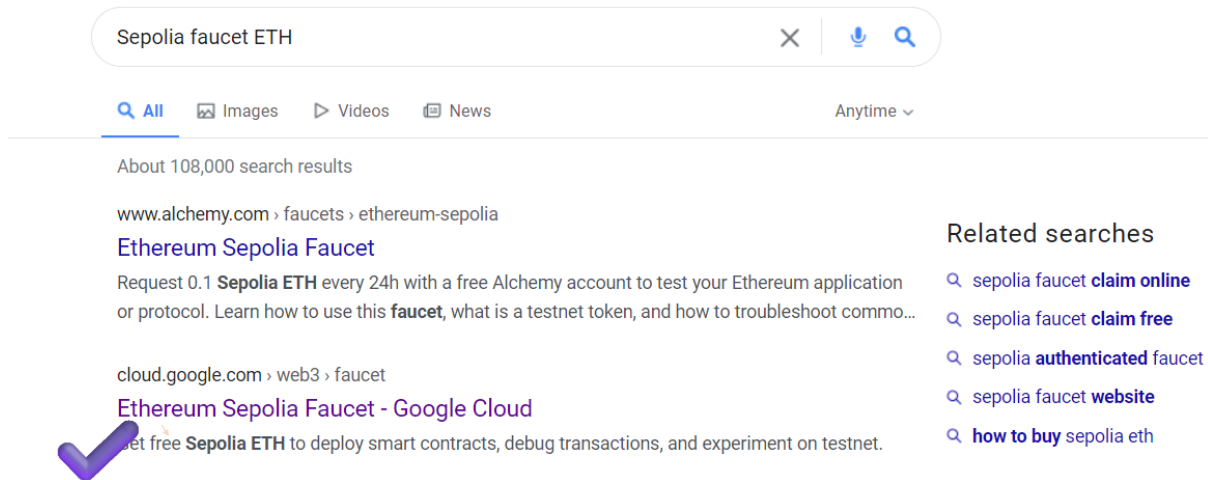 Sepolia faucet ETH
All Images Videos News Anytime
About 108,000 search results
www.alchemy.com › faucets › ethereum-sepolia
Ethereum Sepolia Faucet
Request 0.1 Sepolia ETH every 24h with a free Alchemy account to test your Ethereum application
or protocol. Learn how to use this faucet, what is a testnet token, and how to troubleshoot commo...
cloud.google.com › web3 › faucet
Ethereum Sepolia Faucet - Google Cloud
free Sepolia ETH to deploy smart contracts, debug transactions, and experiment on testnet.
Related searches
sepolia faucet claim online
sepolia faucet claim free
sepolia authenticated faucet
sepolia faucet website
how to buy sepolia eth